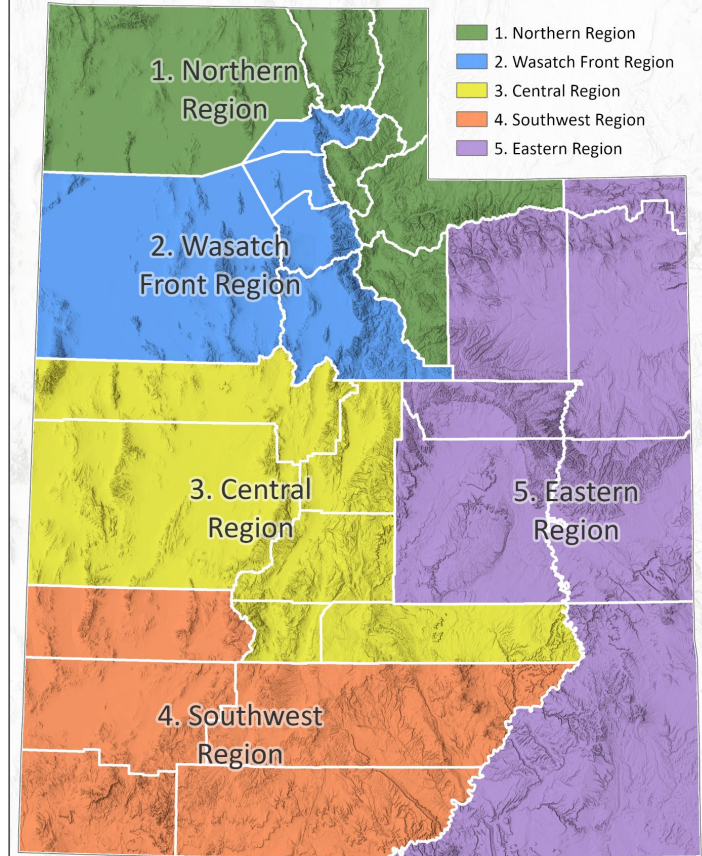 1. Northern Region
2. Wasatch Front Region
3. Central Region
4. Southwest Region
5. Eastern Region
1. Northern
Region
2. Wasatch
Front Region
3. Central
Region
5. Eastern
Region
4. Southwest
Region